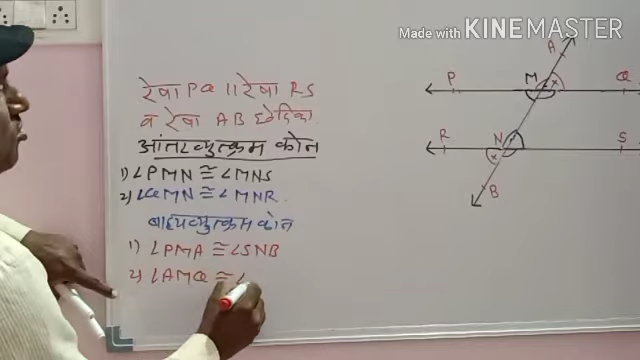 Made with KINEMASTER
रेषा PQ || रेषा RS
व रेषा AB छेदिका
आंतरव्युत्क्रम कोन
1) ∠PMN ≅ ∠MNS
2) ∠QMN ≅ ∠MNR.
बाह्यव्युत्क्रम कोन
1) ∠PMA ≅ ∠SNB
2) ∠AMQ ≅ ∠
A
P M Q
R N S
B